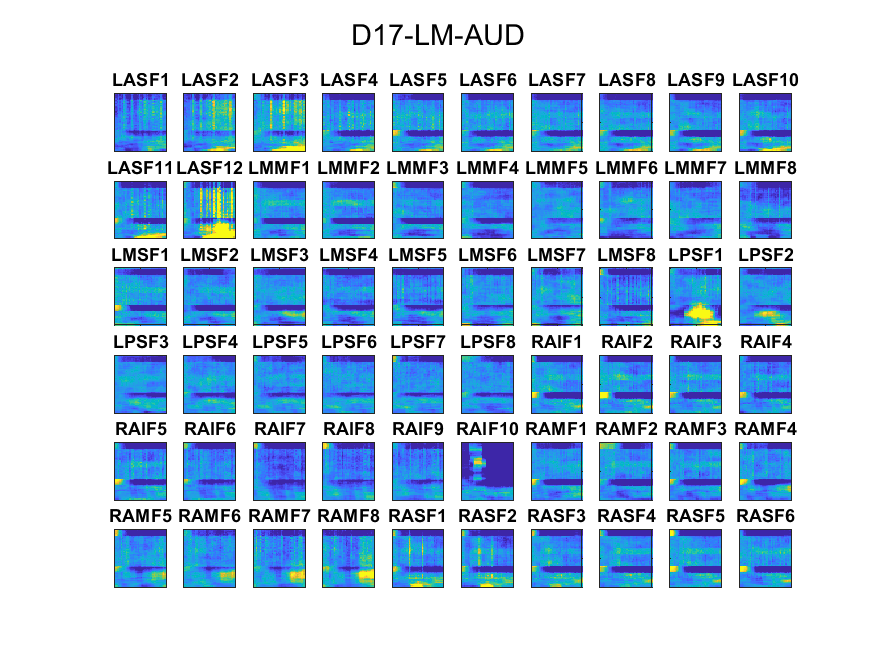 D17-LM-AUD
LASF1 LASF2 LASF3 LASF4 LASF5 LASF6 LASF7 LASF8 LASF9 LASF10
LASF11 LASF12 LMMF1 LMMF2 LMMF3 LMMF4 LMMF5 LMMF6 LMMF7 LMMF8
LMSF1 LMSF2 LMSF3 LMSF4 LMSF5 LMSF6 LMSF7 LMSF8 LPSF1 LPSF2
LPSF3 LPSF4 LPSF5 LPSF6 LPSF7 LPSF8 RAIF1 RAIF2 RAIF3 RAIF4
RAIF5 RAIF6 RAIF7 RAIF8 RAIF9 RAIF10 RAMF1 RAMF2 RAMF3 RAMF4
RAMF5 RAMF6 RAMF7 RAMF8 RASF1 RASF2 RASF3 RASF4 RASF5 RASF6